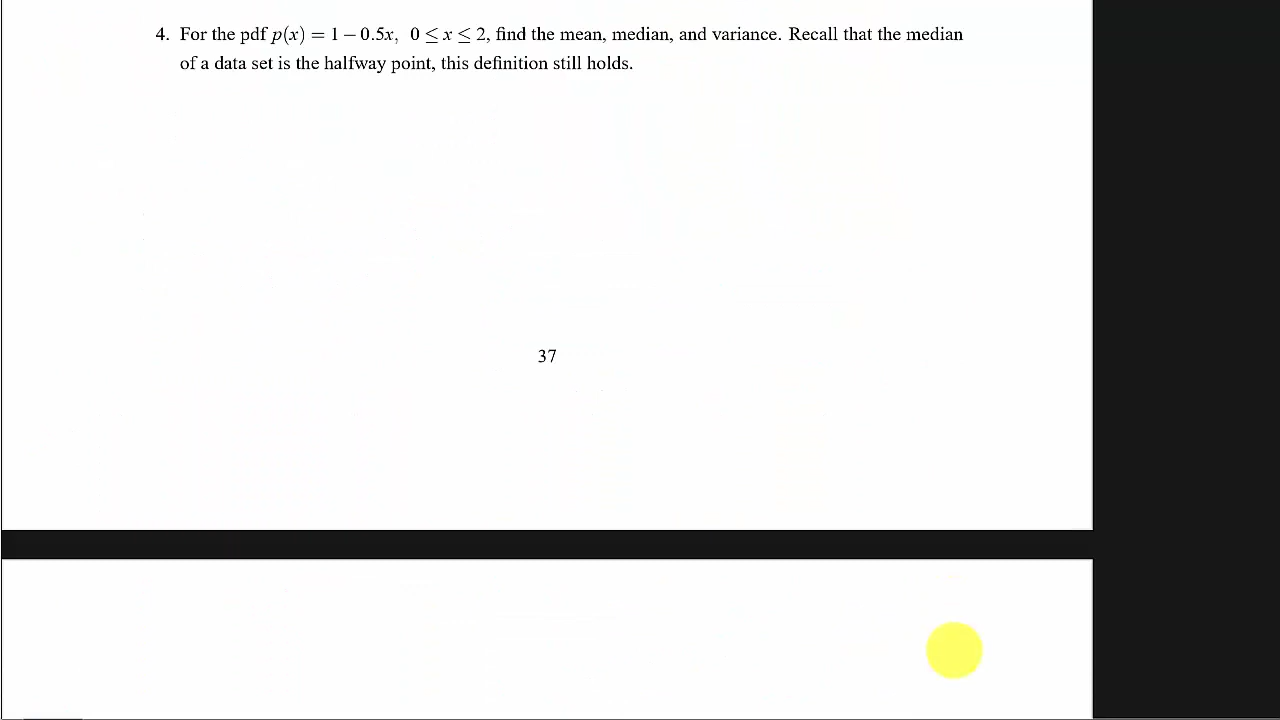 4. For the pdf p(x) = 1 − 0.5x, 0 ≤ x ≤ 2, find the mean, median, and variance. Recall that the median
of a data set is the halfway point, this definition still holds.
37